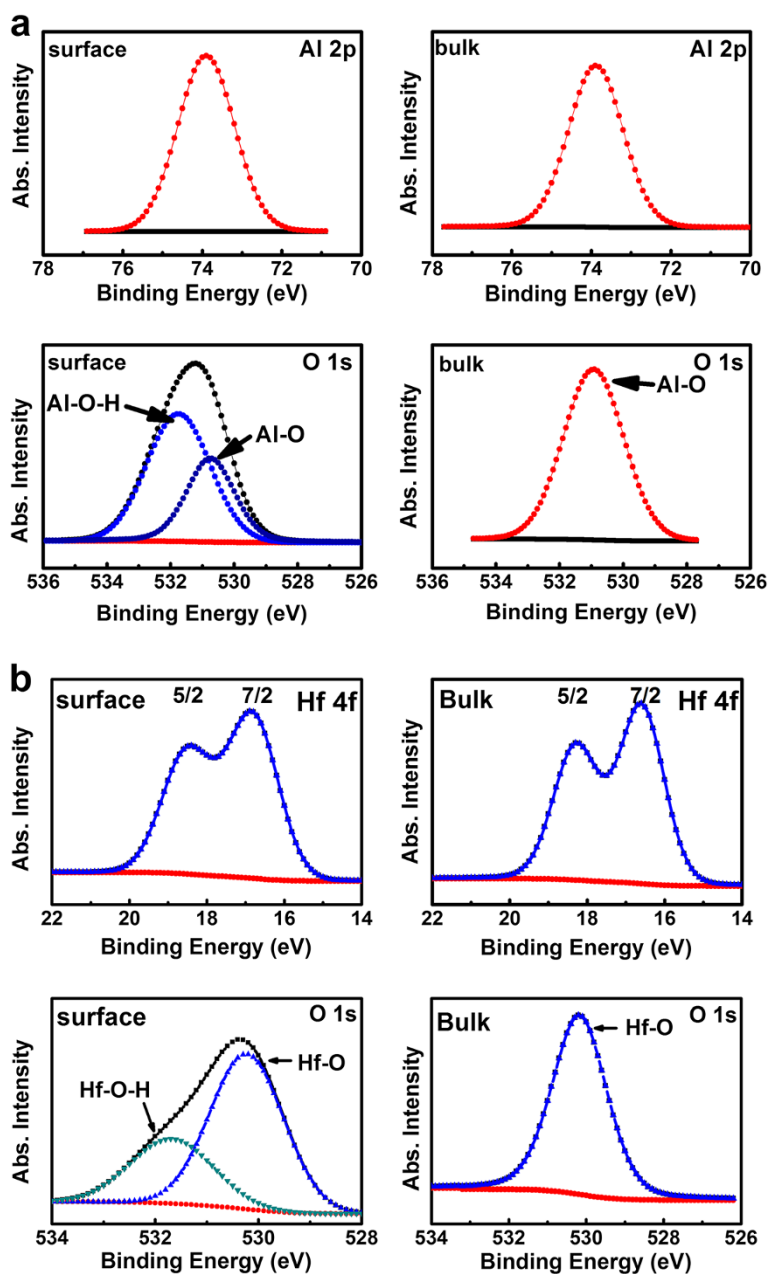 a
surface Al 2p
Abs. Intensity
78 76 74 72 70
Binding Energy (eV)
bulk Al 2p
Abs. Intensity
78 76 74 72 70
Binding Energy (eV)
surface O 1s
Al-O-H
Al-O
Abs. Intensity
536 534 532 530 528 526
Binding Energy (eV)
bulk O 1s
Al-O
Abs. Intensity
536 534 532 530 528 526
Binding Energy (eV)
b
surface 5/2 7/2 Hf 4f
Abs. Intensity
22 20 18 16 14
Binding Energy (eV)
Bulk 5/2 7/2 Hf 4f
Abs. Intensity
22 20 18 16 14
Binding Energy (eV)
surface O 1s
Hf-O
Hf-O-H
Abs. Intensity
534 532 530 528
Binding Energy (eV)
Bulk O 1s
Hf-O
Abs. Intensity
534 532 530 528 526
Binding Energy (eV)